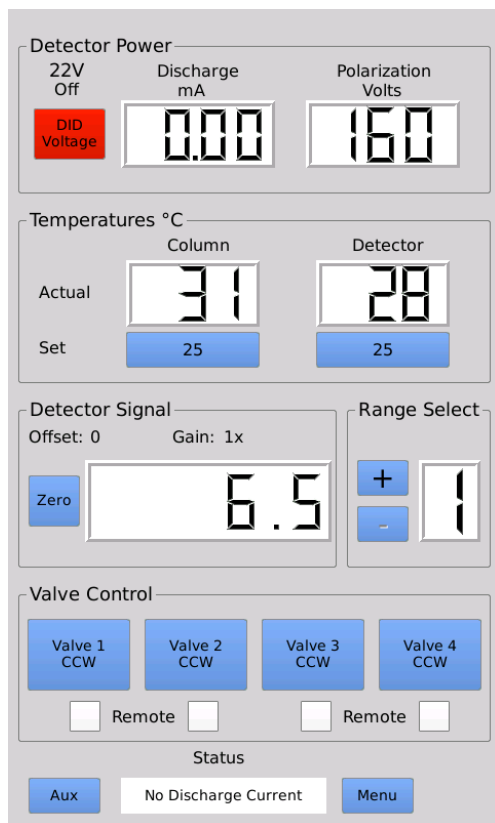 Detector Power
22V
Off
Discharge
mA
Polarization
Volts
DID
Voltage
0.00
160
Temperatures °C
Column
Detector
Actual
31
28
Set
25
25
Detector Signal
Range Select
Offset: 0
Gain: 1x
Zero
6.5
+
1
-
Valve Control
Valve 1
CCW
Valve 2
CCW
Valve 3
CCW
Valve 4
CCW
Remote
Remote
Status
Aux
No Discharge Current
Menu